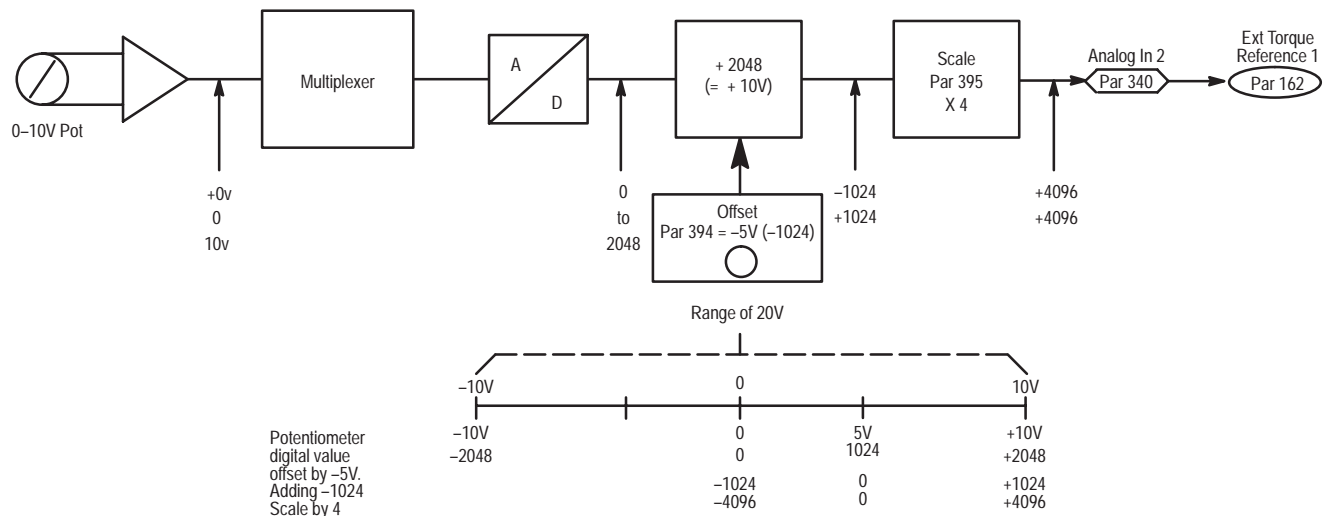 0–10V Pot
+0v
0
10v
Multiplexer
A
D
0
to
2048
+ 2048
(= + 10V)
Offset
Par 394 = –5V (–1024)
–1024
+1024
Scale
Par 395
X 4
+4096
+4096
Analog In 2
Par 340
Ext Torque
Reference 1
Par 162
Range of 20V
–10V 0 10V
–10V 0 5V +10V
Potentiometer
digital value –2048 0 1024 +2048
offset by –5V.
Adding –1024 –1024 0 +1024
Scale by 4 –4096 0 +4096